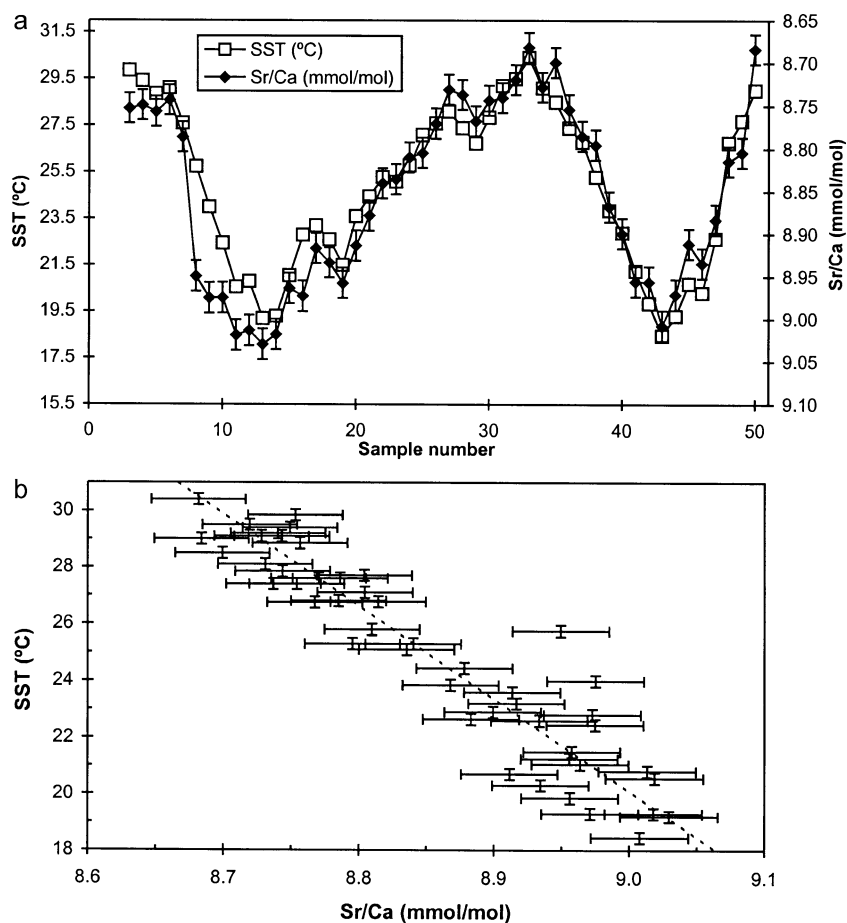 a
31.5
29.5
27.5
25.5
23.5
21.5
19.5
17.5
15.5
SST (ºC)
SST (ºC)
Sr/Ca (mmol/mol)
8.65
8.70
8.75
8.80
8.85
8.90
8.95
9.00
9.05
9.10
Sr/Ca (mmol/mol)
0 10 20 30 40 50
Sample number
b
30
28
26
24
22
20
18
SST (ºC)
8.6 8.7 8.8 8.9 9.0 9.1
Sr/Ca (mmol/mol)